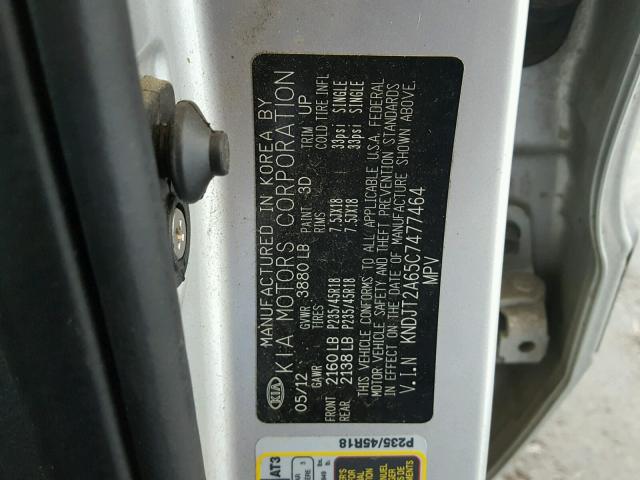 MANUFACTURED IN KOREA BY
KIA KIA MOTORS CORPORATION
05/12 GVWR 3880 LB PAINT 3D TRIM UP
GAWR TIRES RIMS COLD TIRE INFL
FRONT 2160 LB P235/45R18 7.5JX18 33psi SINGLE
REAR 2138 LB P235/45R18 7.5JX18 33psi SINGLE
THIS VEHICLE CONFORMS TO ALL APPLICABLE U.S.A. FEDERAL
MOTOR VEHICLE SAFETY AND THEFT PREVENTION STANDARDS
IN EFFECT ON THE DATE OF MANUFACTURE SHOWN ABOVE.
V.I.N KNDJT2A65C7477464
MPV
P235/45R18
AT3